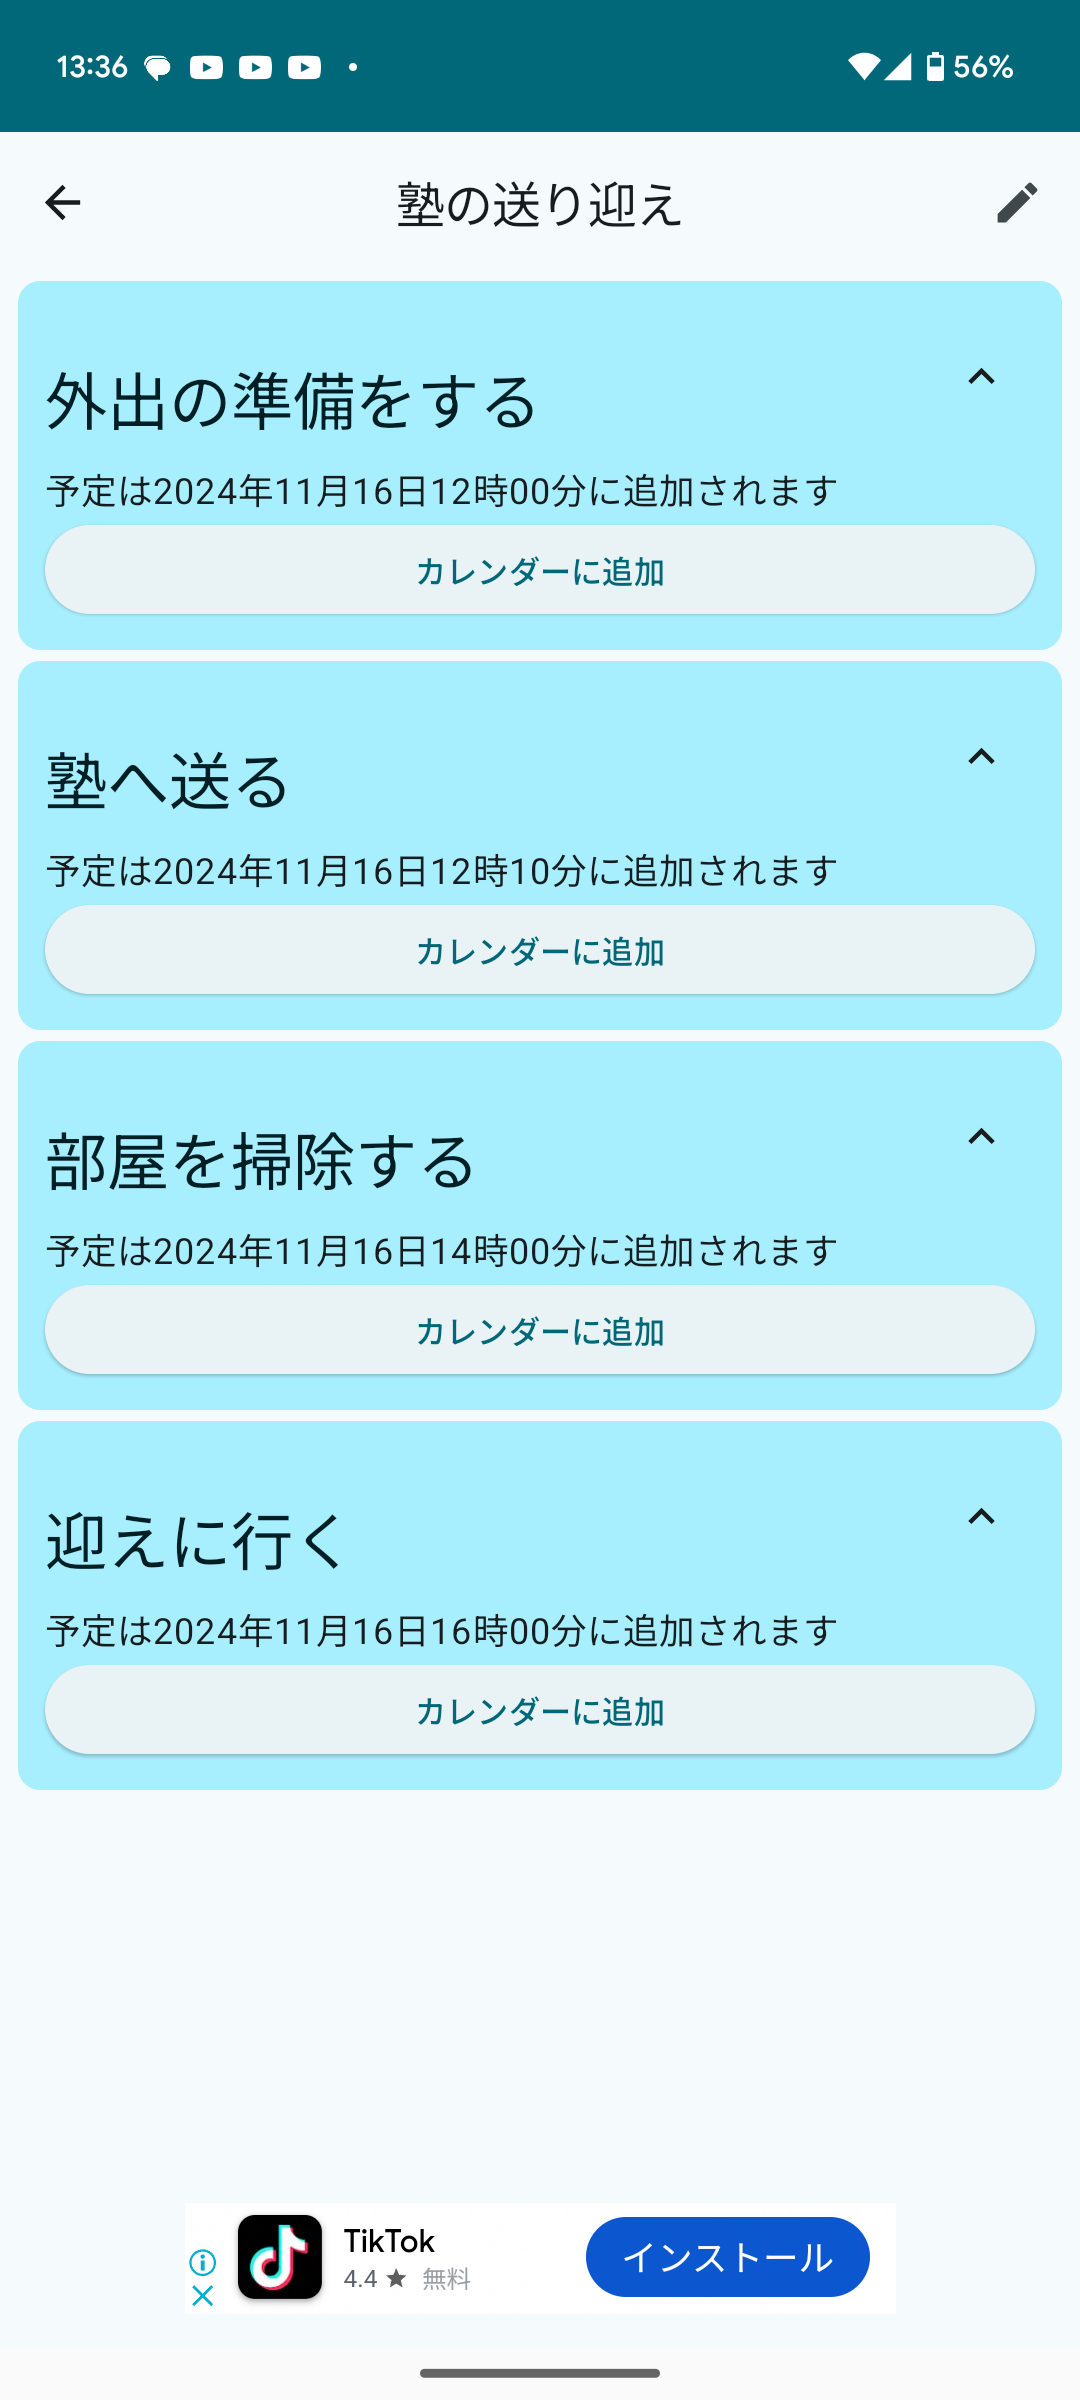 13:36
56%
塾の送り迎え
外出の準備をする
予定は2024年11月16日12時00分に追加されます
カレンダーに追加
塾へ送る
予定は2024年11月16日12時10分に追加されます
カレンダーに追加
部屋を掃除する
予定は2024年11月16日14時00分に追加されます
カレンダーに追加
迎えに行く
予定は2024年11月16日16時00分に追加されます
カレンダーに追加
TikTok
4.4★ 無料
インストール